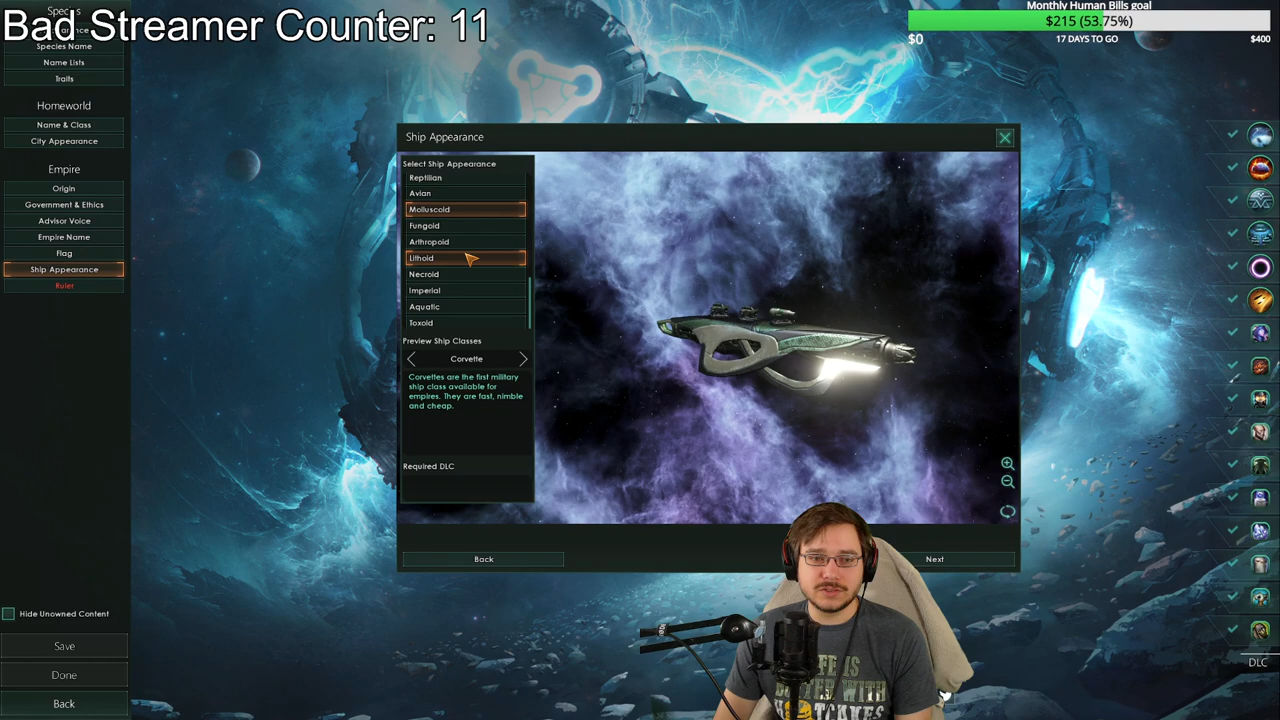 Bad Streamer Counter: 11
Species
Species Name
Name Lists
Traits
Homeworld
Name & Class
City Appearance
Empire
Origin
Government & Ethics
Advisor Voice
Empire Name
Flag
Ship Appearance
Ruler
Hide Unowned Content
Save
Done
Back
Ship Appearance
Select Ship Appearance
Reptilian
Avian
Molluscoid
Fungoid
Arthropoid
Lithoid
Necroid
Imperial
Aquatic
Toxoid
Preview Ship Classes
Corvette
Corvettes are the first military
ship class available for
empires. They are fast, nimble
and cheap.
Required DLC
Back
Next
Monthly Human Bills goal
$215 (53.75%)
$0
17 DAYS TO GO
$400
DLC